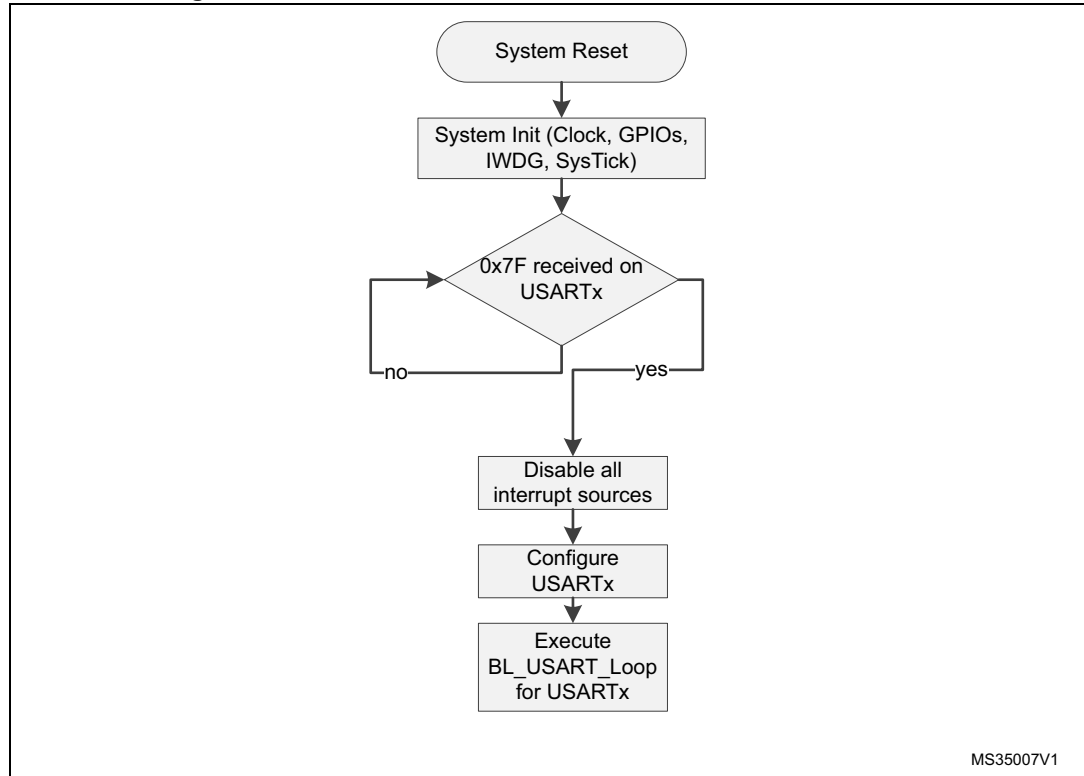 System Reset
System Init (Clock, GPIOs,
IWDG, SysTick)
0x7F received on
USARTx
no
yes
Disable all
interrupt sources
Configure
USARTx
Execute
BL_USART_Loop
for USARTx
MS35007V1